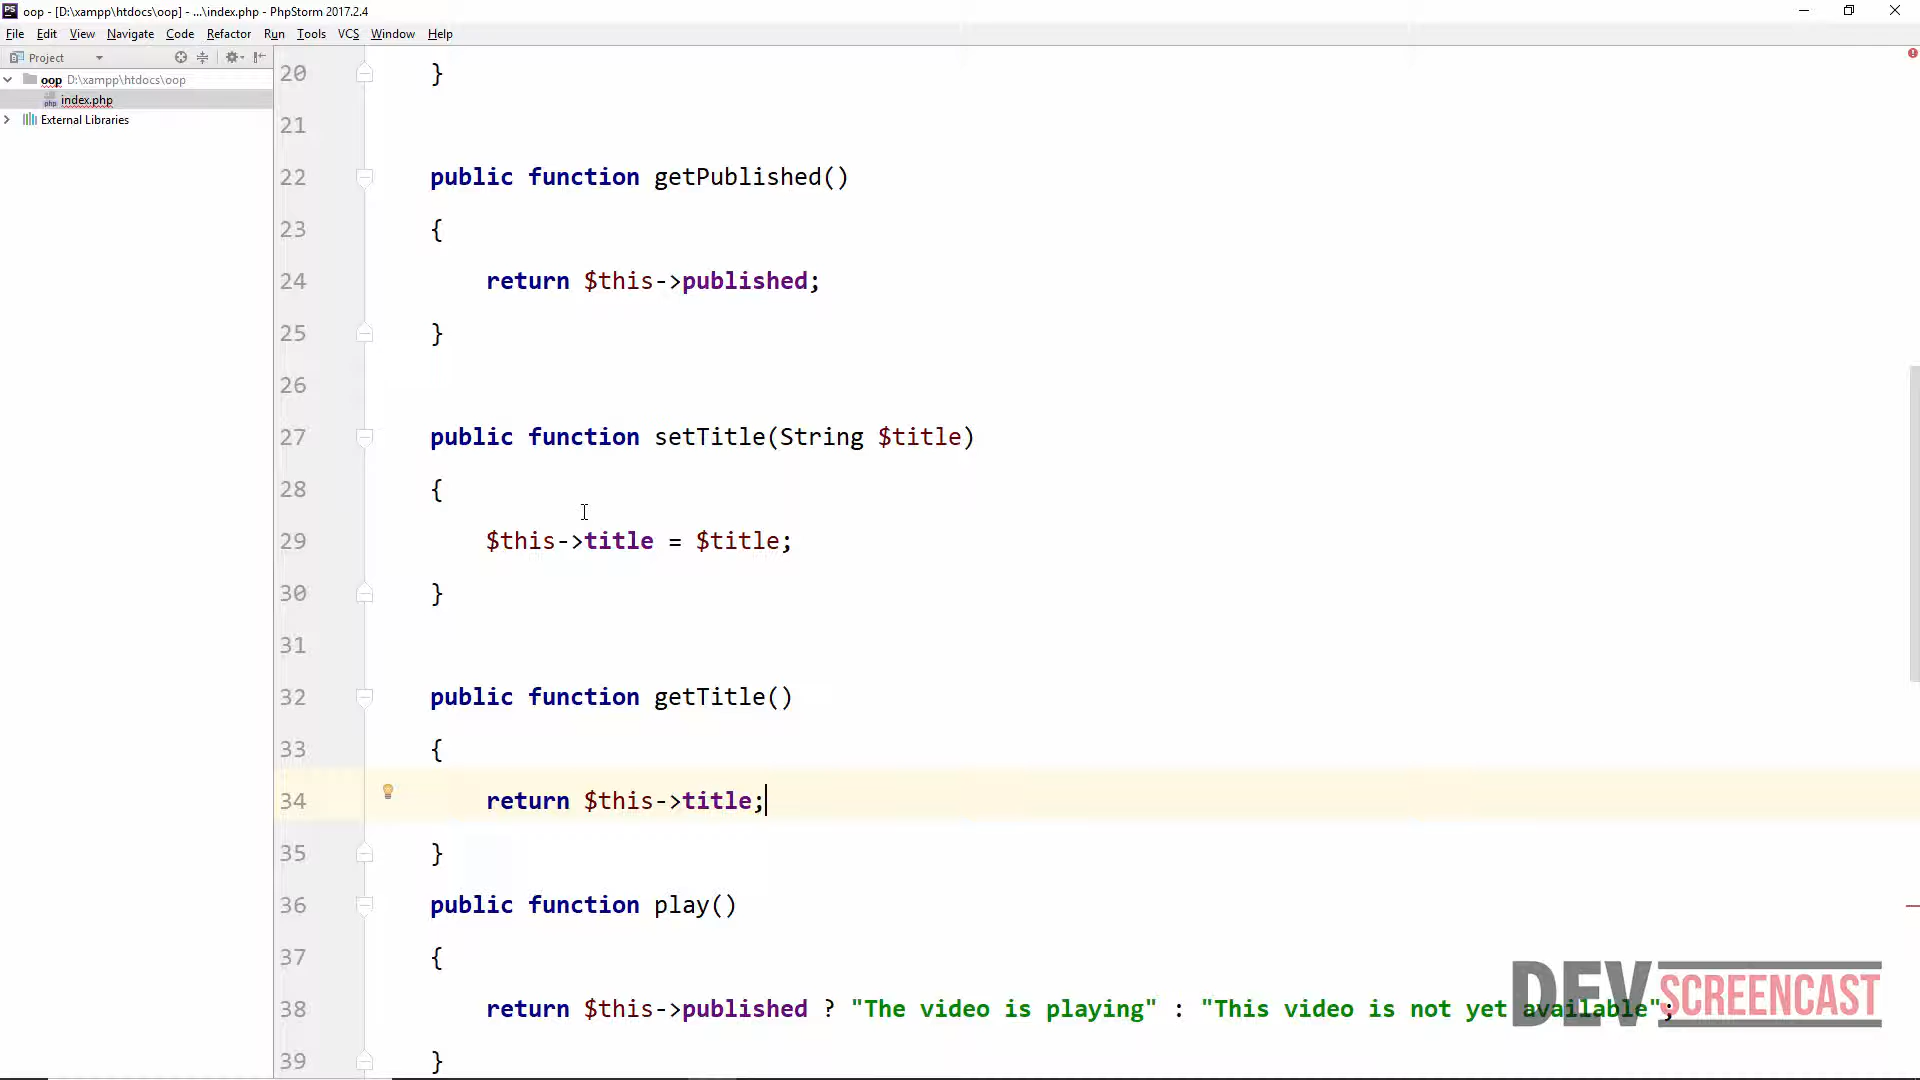 PS oop - [D:\xampp\htdocs\oop] - ...\index.php - PhpStorm 2017.2.4
File Edit View Navigate Code Refactor Run Tools VCS Window Help
Project
oop D:\xampp\htdocs\oop
php index.php
External Libraries
20 }
21
22 public function getPublished()
23 {
24 return $this->published;
25 }
26
27 public function setTitle(String $title)
28 {
29 $this->title = $title;
30 }
31
32 public function getTitle()
33 {
34 return $this->title;
35 }
36 public function play()
37 {
38 return $this->published ? "The video is playing" : "This video is not yet available";
39 }
DEVSCREENCAST